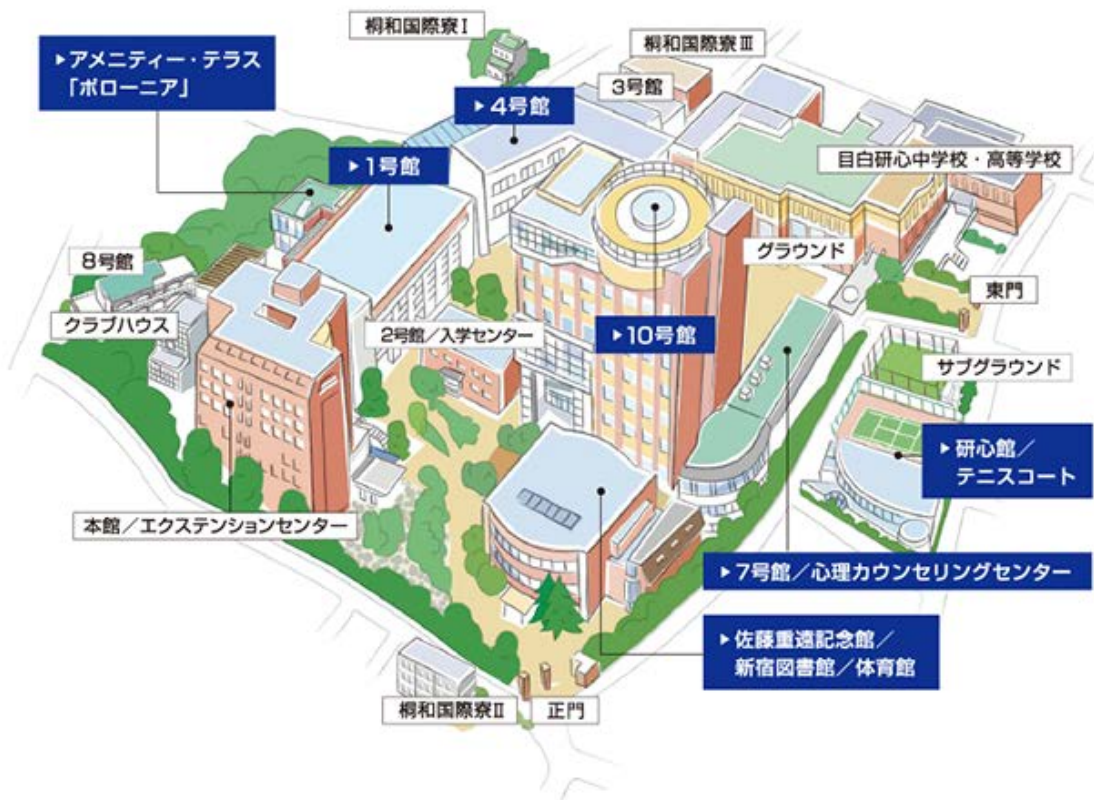 桐和国際寮Ⅰ
▶アメニティー・テラス
「ポローニア」
桐和国際寮Ⅲ
3号館
▶4号館
▶1号館
目白研心中学校・高等学校
グラウンド
8号館
東門
クラブハウス
2号館/入学センター
▶10号館
サブグラウンド
▶研心館/
テニスコート
本館/エクステンションセンター
▶7号館/心理カウンセリングセンター
▶佐藤重遠記念館/
新宿図書館/体育館
桐和国際寮Ⅱ
正門